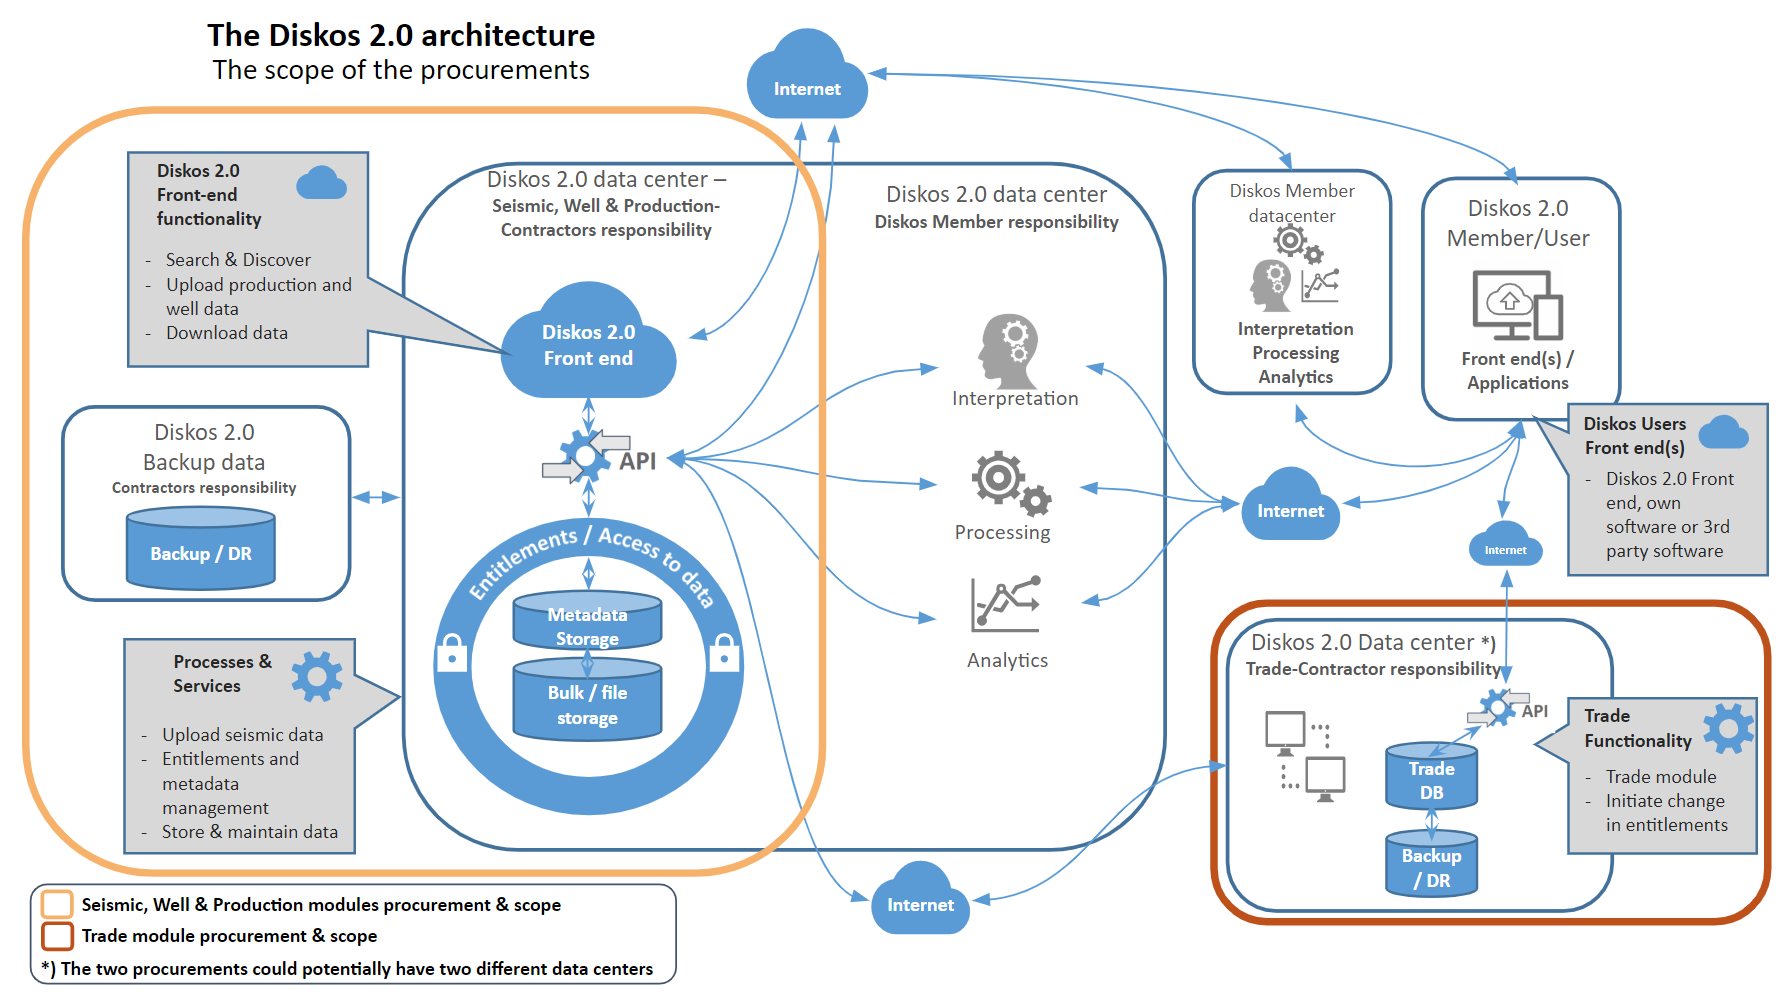 The Diskos 2.0 architecture
The scope of the procurements
Internet
Diskos 2.0
Front-end
functionality
- Search & Discover
- Upload production and
well data
- Download data
Diskos 2.0 data center –
Seismic, Well & Production-
Contractors responsibility
Diskos 2.0 data center
Diskos Member responsibility
Diskos Member
datacenter
Interpretation
Processing
Analytics
Diskos 2.0
Member/User
Front end(s) /
Applications
Diskos 2.0
Front end
API
Interpretation
Processing
Analytics
Diskos 2.0
Backup data
Contractors responsibility
Backup / DR
Entitlements / Access to data
Metadata
Storage
Bulk / file
storage
Processes &
Services
- Upload seismic data
- Entitlements and
metadata
management
- Store & maintain data
Internet
Internet
Diskos Users
Front end(s)
- Diskos 2.0 Front
end, own
software or 3rd
party software
Diskos 2.0 Data center *)
Trade-Contractor responsibility
API
Trade
DB
Backup
/ DR
Trade
Functionality
- Trade module
- Initiate change
in entitlements
Internet
Seismic, Well & Production modules procurement & scope
Trade module procurement & scope
*) The two procurements could potentially have two different data centers